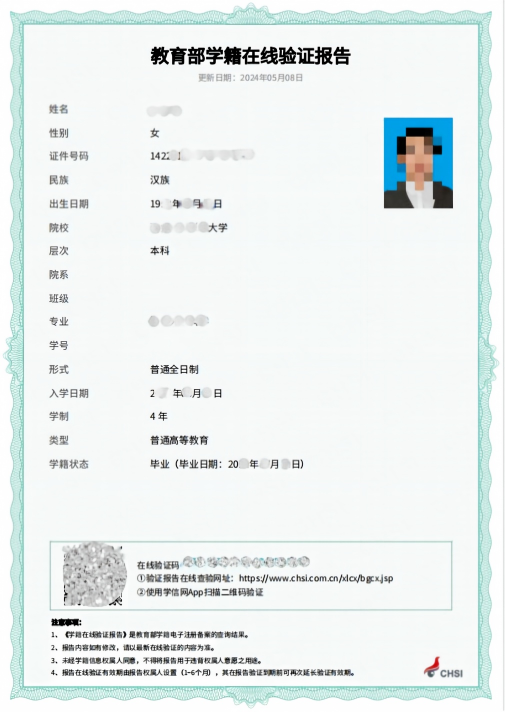 教育部学籍在线验证报告
更新日期：2024年05月08日
姓名
性别 女
证件号码 1422
民族 汉族
出生日期 19 年 月 日
院校 大学
层次 本科
院系
班级
专业
学号
形式 普通全日制
入学日期 2 年 月 日
学制 4 年
类型 普通高等教育
学籍状态 毕业（毕业日期：20 年 月 日）
在线验证码
①验证报告在线查验网址：https://www.chsi.com.cn/xlcx/bgcx.jsp
②使用学信网App扫描二维码验证
注意事项：
1、《学籍在线验证报告》是教育部学籍电子注册备案的查询结果。
2、报告内容如有修改，请以最新在线验证的内容为准。
3、未经学籍信息权属人同意，不得将报告用于违背权属人意愿之用途。
4、报告在线验证有效期由报告权属人设置（1~6个月），其在报告验证到期前可再次延长验证有效期。
CHSI